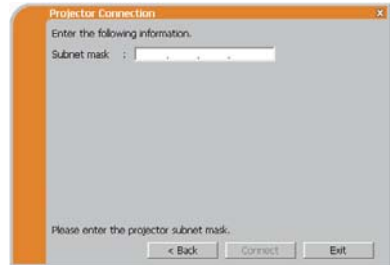 Projector Connection X
Enter the following information.
Subnet mask : . . .
Please enter the projector subnet mask.
< Back Connect Exit